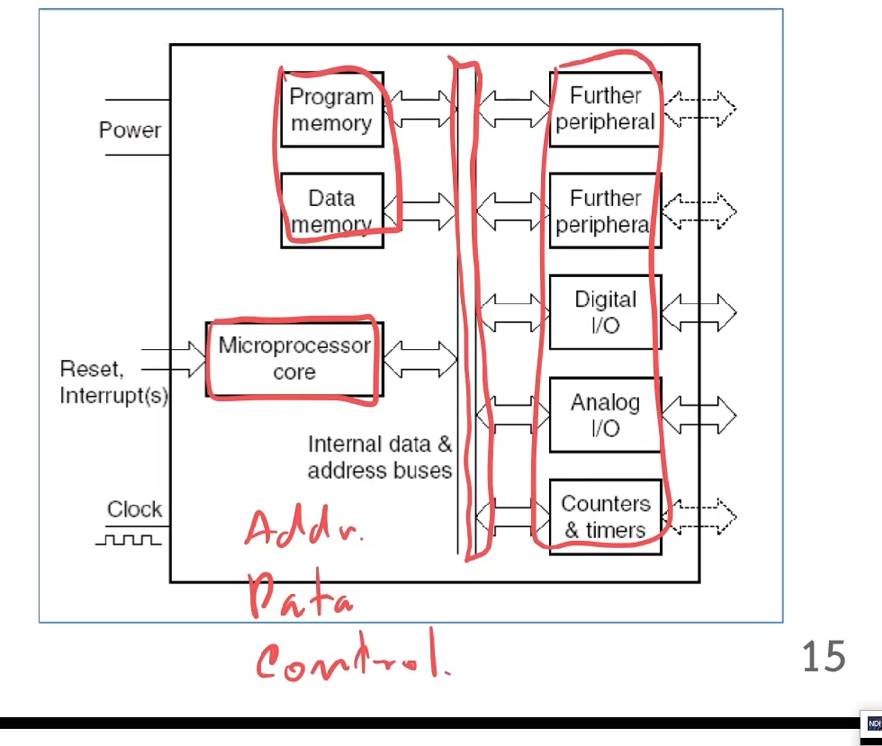 Program
memory
Further
peripheral
Power
Data
memory
Further
periphera
Digital
I/O
Microprocessor
core
Reset,
Interrupt(s)
Analog
I/O
Internal data &
address buses
Clock
Counters
& timers
Addr.
Data
Control.
15
NDI